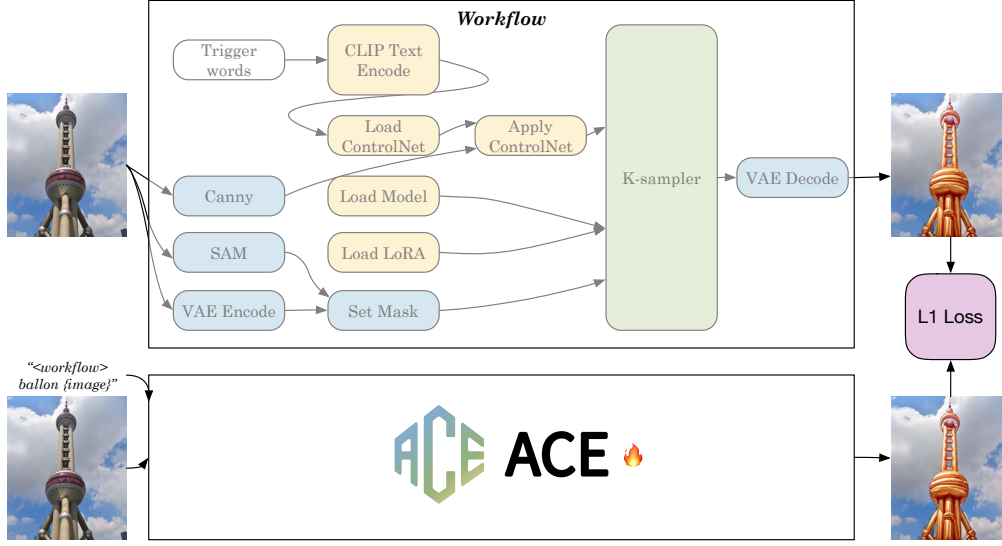 Workflow
Trigger
words
CLIP Text
Encode
Load
ControlNet
Apply
ControlNet
K-sampler
VAE Decode
Canny
Load Model
SAM
Load LoRA
VAE Encode
Set Mask
L1 Loss
“<workflow>
ballon {image}”
ACE ACE